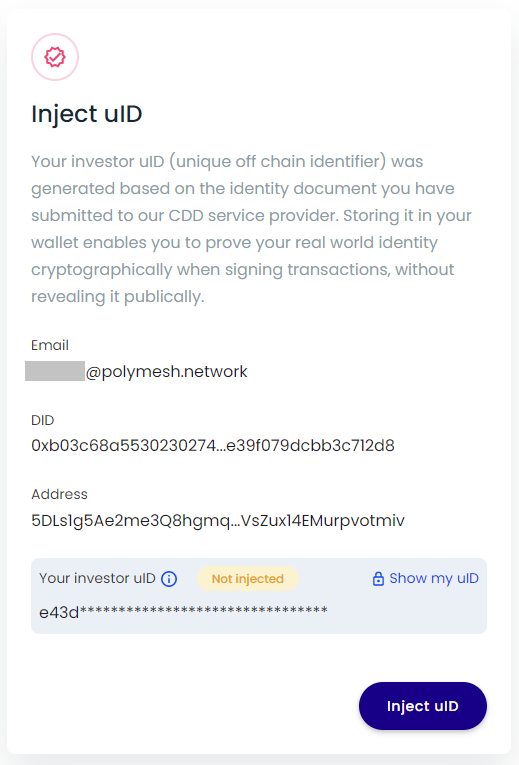 Inject uID
Your investor uID (unique off chain identifier) was
generated based on the identity document you have
submitted to our CDD service provider. Storing it in your
wallet enables you to prove your real world identity
cryptographically when signing transactions, without
revealing it publically.
Email
@polymesh.network
DID
0xb03c68a5530230274...e39f079dcbb3c712d8
Address
5DLs1g5Ae2me3Q8hgmq...VsZux14EMurpvotmiv
Your investor uID Not injected Show my uID
e43d********************************
Inject uID